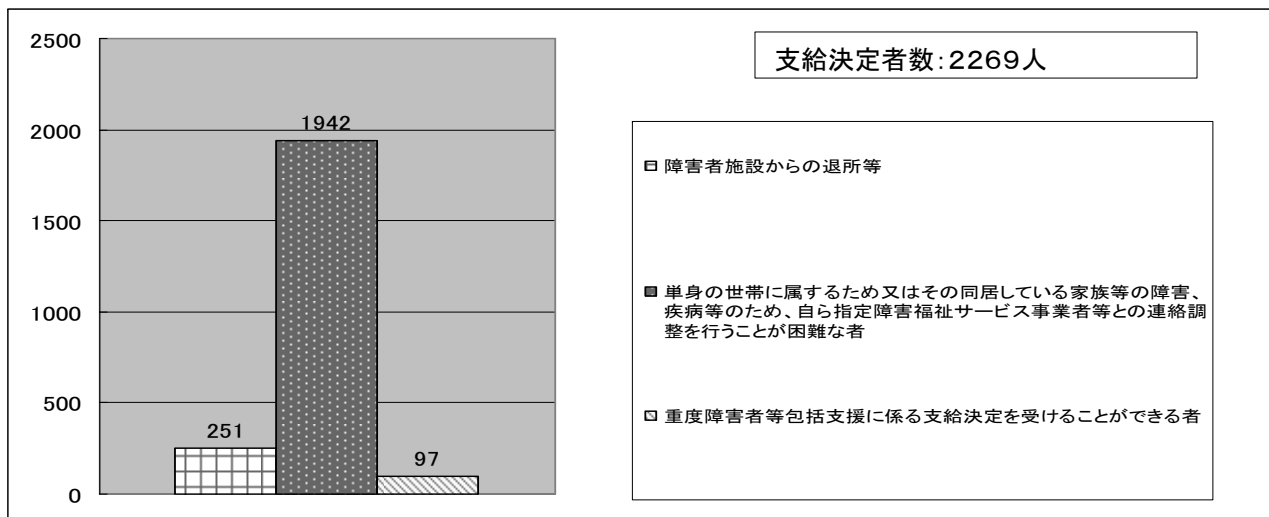 2500
2000
1500
1000
500
0
251
1942
97
支給決定者数：2269人
障害者施設からの退所等
単身の世帯に属するため又はその同居している家族等の障害、
疾病等のため、自ら指定障害福祉サービス事業者等との連絡調
整を行うことが困難な者
重度障害者等包括支援に係る支給決定を受けることができる者